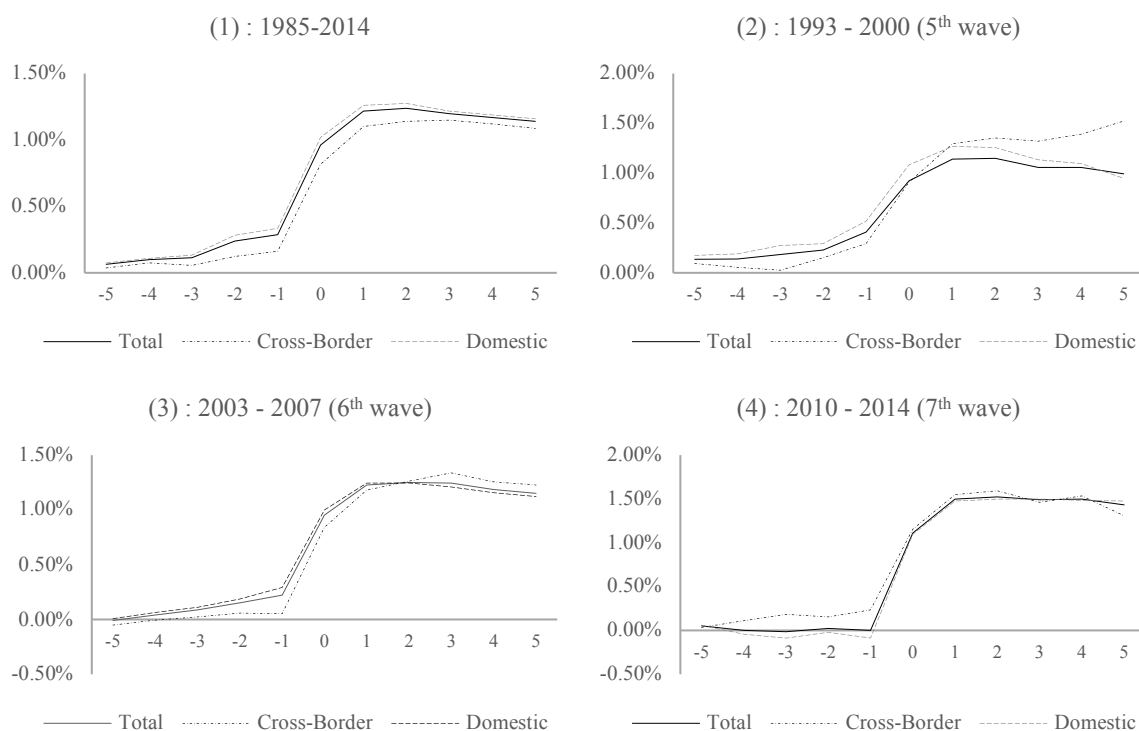 (1) : 1985-2014
1.50%
1.00%
0.50%
0.00%
-5 -4 -3 -2 -1 0 1 2 3 4 5
Total Cross-Border Domestic
(2) : 1993 - 2000 (5th wave)
2.00%
1.50%
1.00%
0.50%
0.00%
-5 -4 -3 -2 -1 0 1 2 3 4 5
Total Cross-Border Domestic
(3) : 2003 - 2007 (6th wave)
1.50%
1.00%
0.50%
0.00%
-0.50%
-5 -4 -3 -2 -1 0 1 2 3 4 5
Total Cross-Border Domestic
(4) : 2010 - 2014 (7th wave)
2.00%
1.50%
1.00%
0.50%
0.00%
-0.50%
-5 -4 -3 -2 -1 0 1 2 3 4 5
Total Cross-Border Domestic